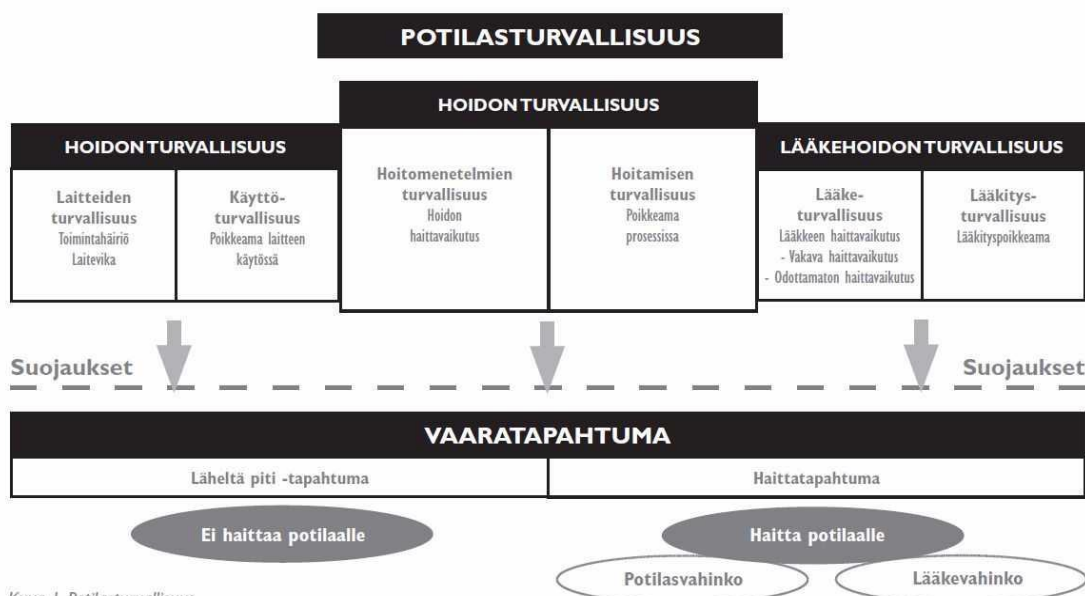 POTILASTURVALLISUUS
HOIDON TURVALLISUUS
HOIDON TURVALLISUUS
LÄÄKEHOIDON TURVALLISUUS
Laitteiden
turvallisuus
Toimintahäiriö
Laitevika
Käyttö-
turvallisuus
Poikkeama laitteen
käytössä
Hoitomenetelmien
turvallisuus
Hoidon
haittavaikutus
Hoitamisen
turvallisuus
Poikkeama
prosessissa
Lääke-
turvallisuus
Lääkkeen haittavaikutus
- Vakava haittavaikutus
- Odottamaton haittavaikutus
Lääkitys-
turvallisuus
Lääkityspoikkeama
Suojaukset
Suojaukset
VAARATAPAHTUMA
Läheltä piti -tapahtuma
Haittatapahtuma
Ei haittaa potilaalle
Haitta potilaalle
Potilasvahinko
Lääkevahinko